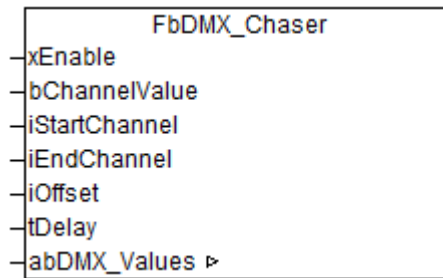 FbDMX_Chaser
xEnable
bChannelValue
iStartChannel
iEndChannel
iOffset
tDelay
abDMX_Values ▹